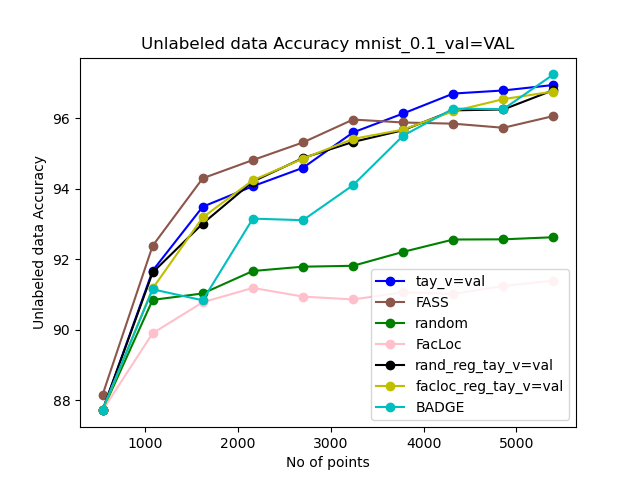 Unlabeled data Accuracy mnist_0.1_val=VAL
Unlabeled data Accuracy
96
94
92
90
88
1000 2000 3000 4000 5000
No of points
tay_v=val
FASS
random
FacLoc
rand_reg_tay_v=val
facloc_reg_tay_v=val
BADGE